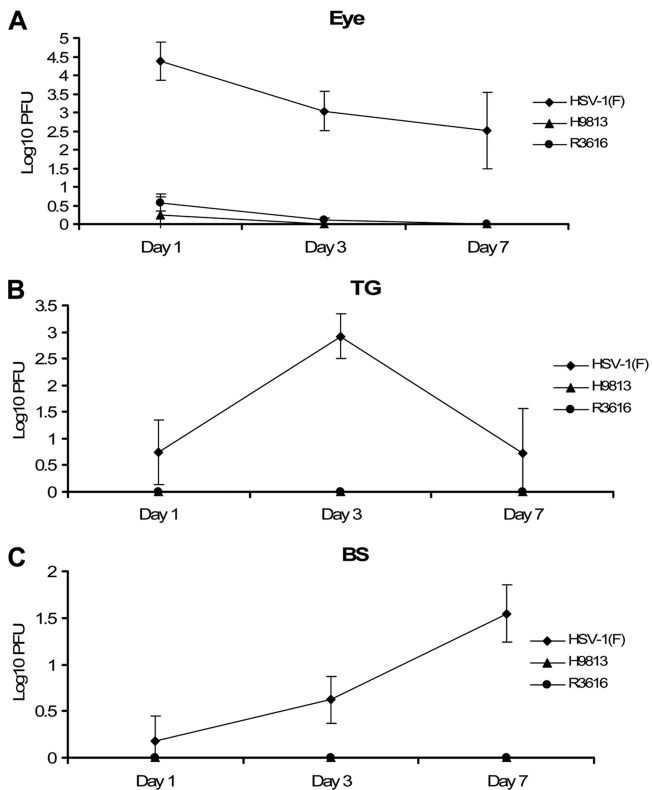 A
Eye
Log10 PFU
5
4.5
4
3.5
3
2.5
2
1.5
1
0.5
0
Day 1
Day 3
Day 7
HSV-1(F)
H9813
R3616
B
TG
Log10 PFU
3.5
3
2.5
2
1.5
1
0.5
0
Day 1
Day 3
Day 7
HSV-1(F)
H9813
R3616
C
BS
Log10 PFU
2
1.5
1
0.5
0
Day 1
Day 3
Day 7
HSV-1(F)
H9813
R3616